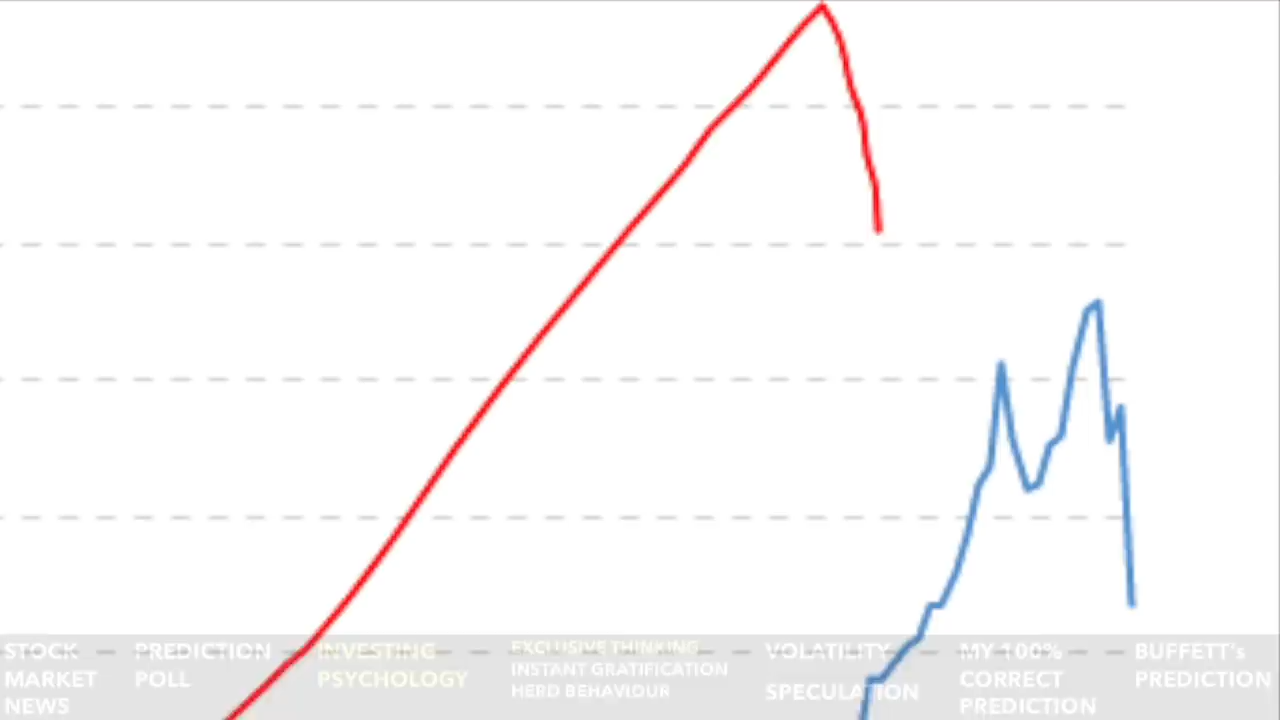 STOCK
MARKET
NEWS
PREDICTION
POLL
INVESTING
PSYCHOLOGY
EXCLUSIVE THINKING
INSTANT GRATIFICATION
HERD BEHAVIOUR
VOLATILITY
SPECULATION
MY 100%
CORRECT
PREDICTION
BUFFETT's
PREDICTION